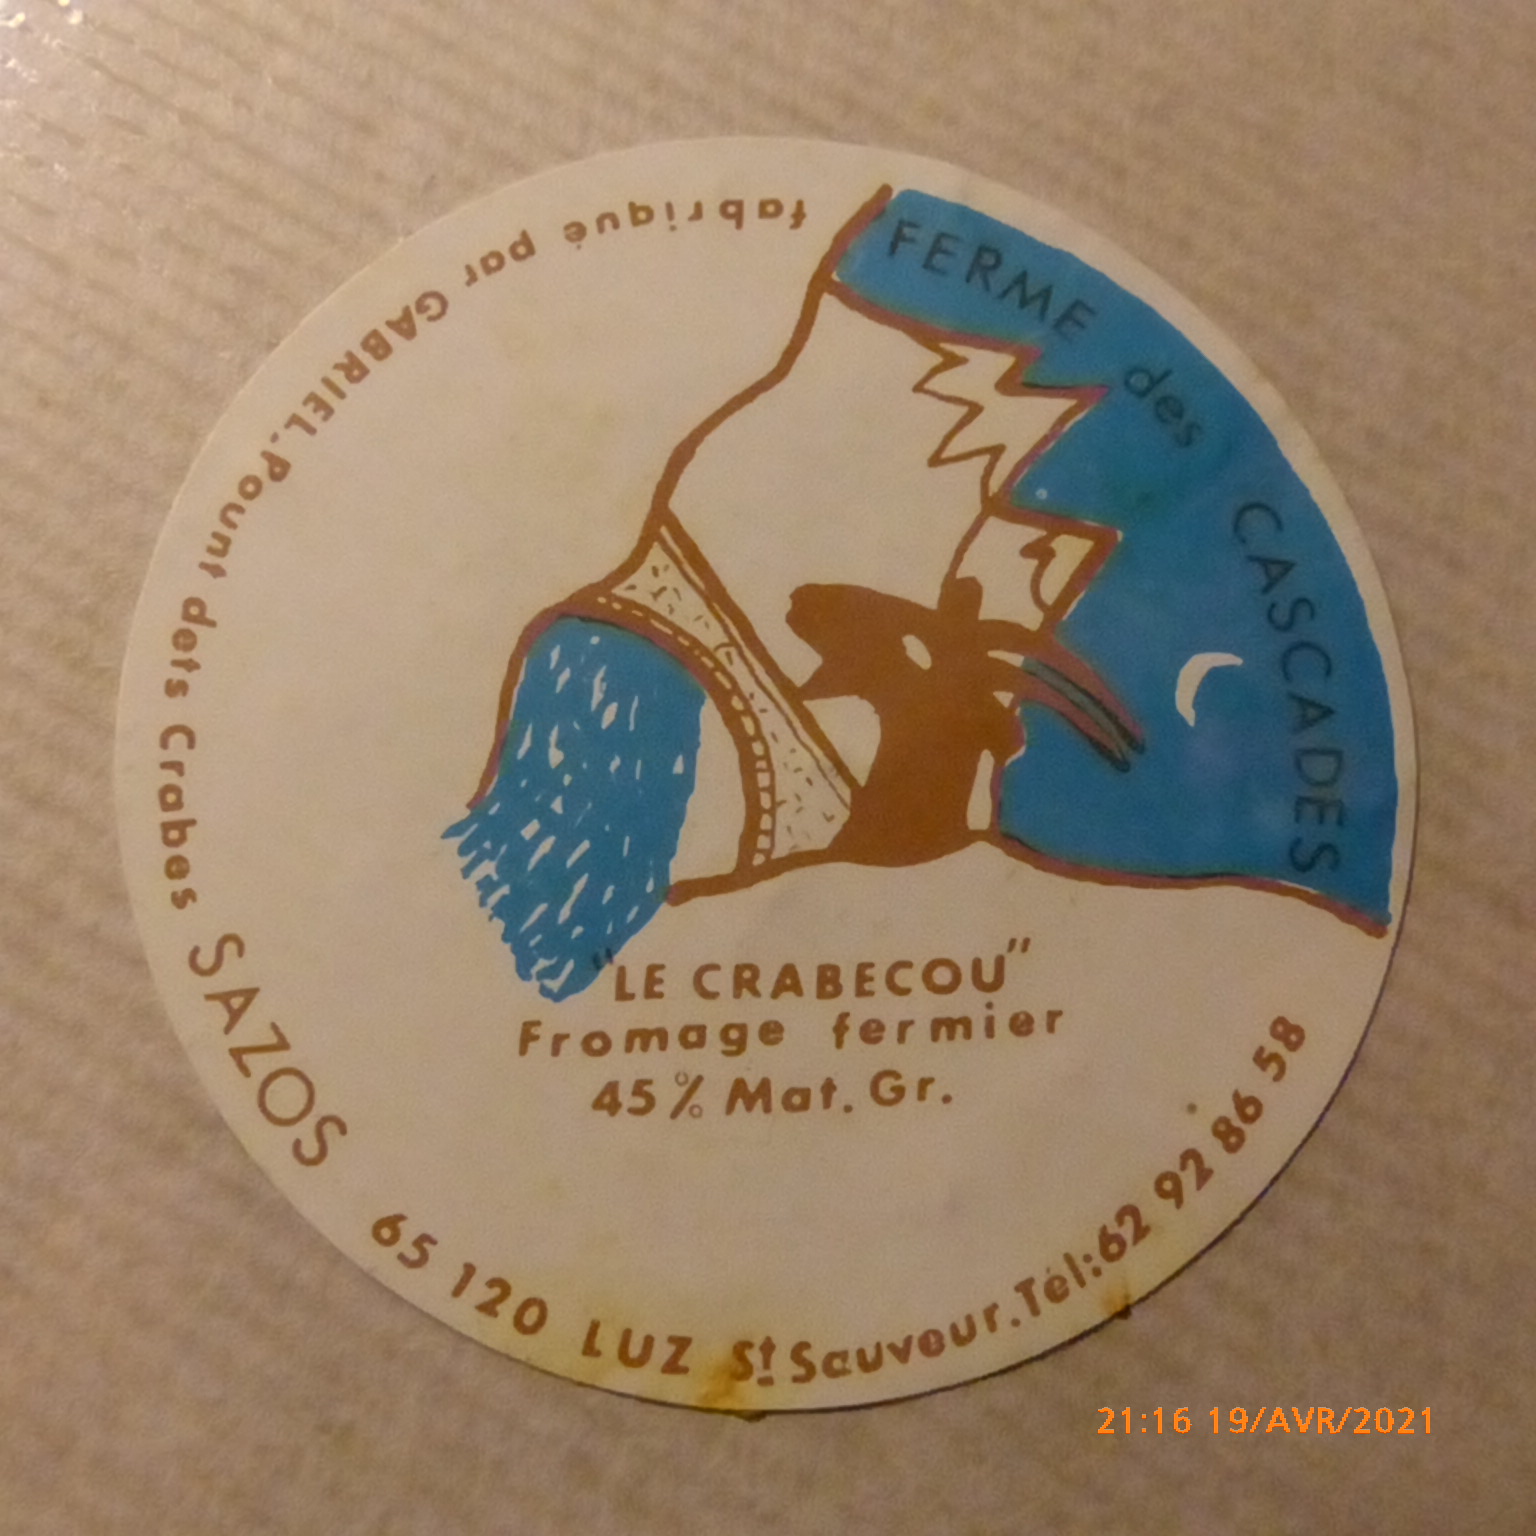 FERME des CASCADES
"LE CRABECOU"
Fromage fermier
45% Mat. Gr.
fabriqué par GABRIEL. Pount dets Crabes SAZOS 65 120 LUZ St Sauveur. Tél: 62 92 86 58
21:16 19/AVR/2021